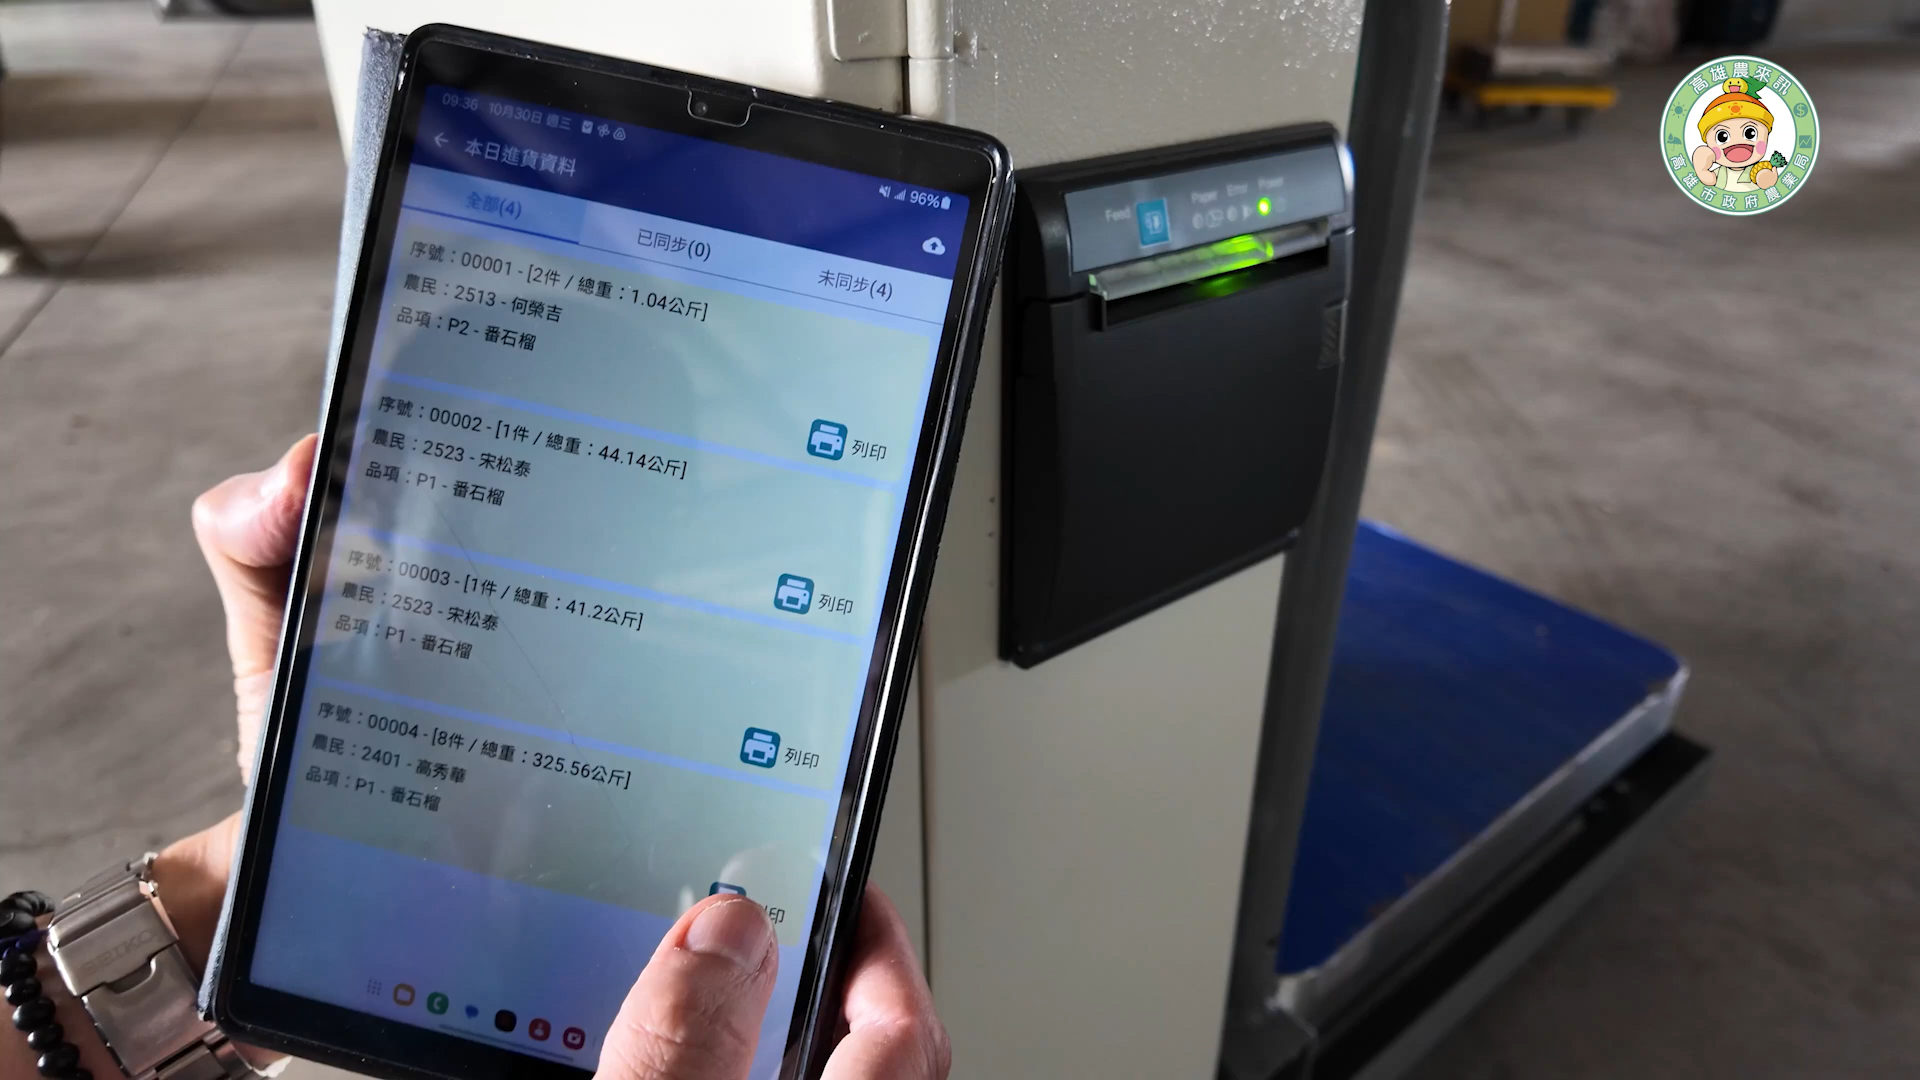 09:36 10月30日 週三
96%
本日進貨資料
全部(4)
已同步(0)
未同步(4)
序號：00001 - [2件 / 總重：1.04公斤]
農民：2513 - 何榮吉
品項：P2 - 番石榴
列印
序號：00002 - [1件 / 總重：44.14公斤]
農民：2523 - 宋松泰
品項：P1 - 番石榴
列印
序號：00003 - [1件 / 總重：41.2公斤]
農民：2523 - 宋松泰
品項：P1 - 番石榴
列印
序號：00004 - [8件 / 總重：325.56公斤]
農民：2401 - 高秀華
品項：P1 - 番石榴
印
Feed
Paper Error Power
SEIKO
高雄農來訊
高雄市政府農業局